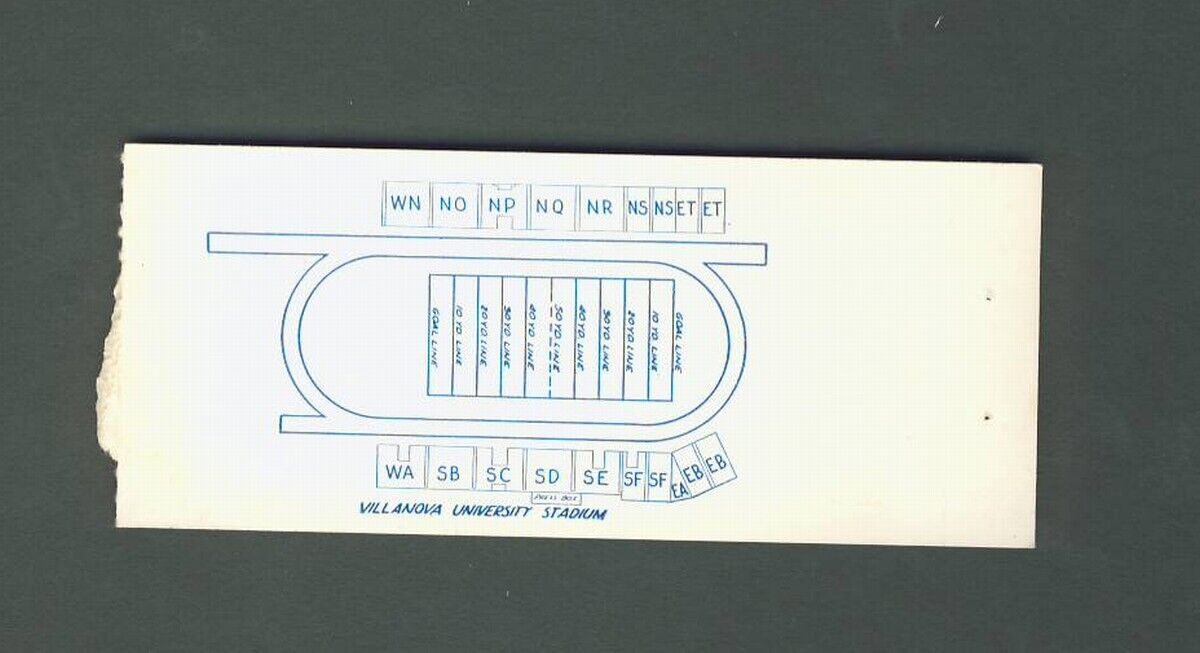 WN NO NP NQ NR NS NS ET ET
GOAL LINE
10 YD LINE
20 YD LINE
30 YD LINE
40 YD LINE
50 YD LINE
40 YD LINE
30 YD LINE
20 YD LINE
10 YD LINE
GOAL LINE
WA SB SC SD SE SF SF EA EB EB
PRESS BOX
VILLANOVA UNIVERSITY STADIUM